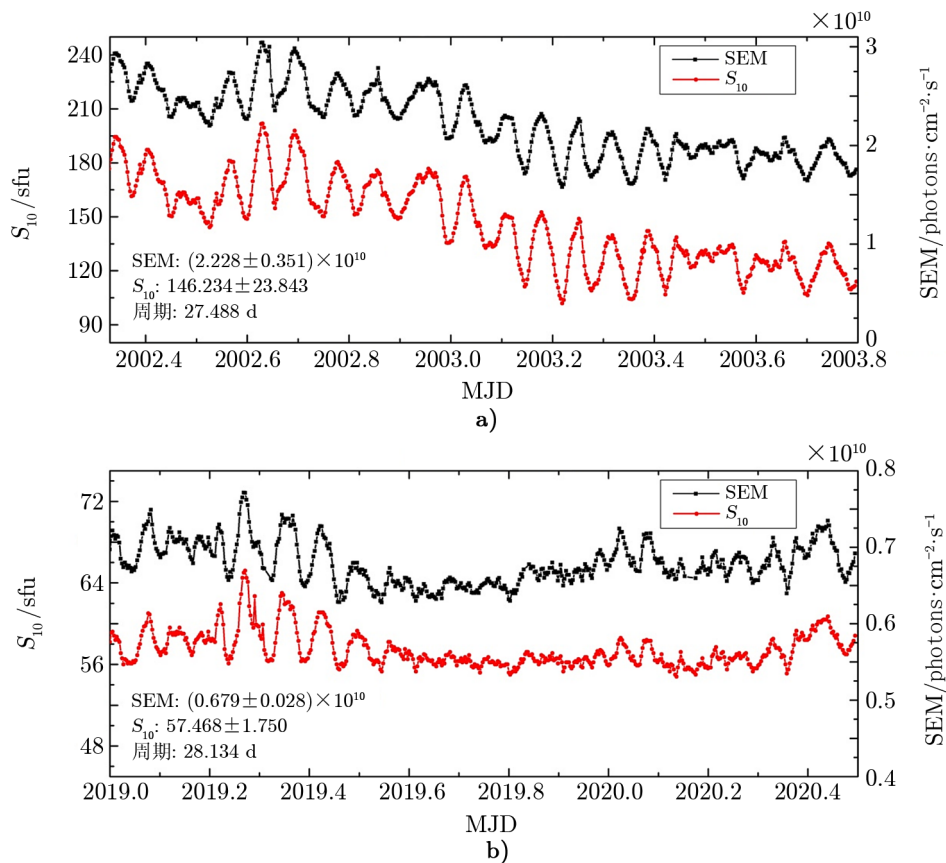 ×10¹⁰
240
210
180
150
120
90
S₁₀/sfu
SEM
S₁₀
SEM: (2.228±0.351)×10¹⁰
S₁₀: 146.234±23.843
周期: 27.488 d
3
2
1
0
SEM/photons·cm⁻²·s⁻¹
2002.4 2002.6 2002.8 2003.0 2003.2 2003.4 2003.6 2003.8
MJD
a)
×10¹⁰
72
64
56
48
S₁₀/sfu
SEM
S₁₀
SEM: (0.679±0.028)×10¹⁰
S₁₀: 57.468±1.750
周期: 28.134 d
0.8
0.7
0.6
0.5
0.4
SEM/photons·cm⁻²·s⁻¹
2019.0 2019.2 2019.4 2019.6 2019.8 2020.0 2020.2 2020.4
MJD
b)